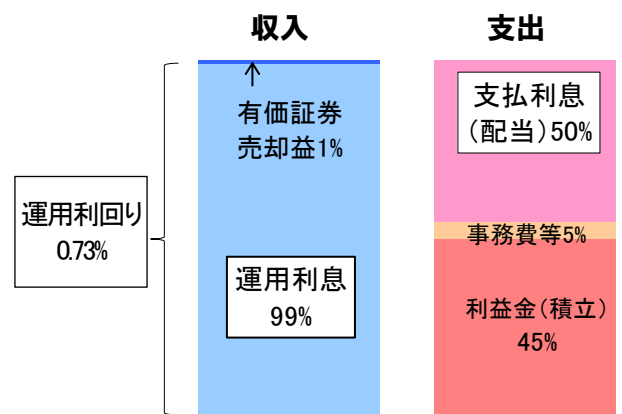 収入
支出
有価証券
売却益1%
運用利回り
0.73%
運用利息
99%
支払利息
(配当)50%
事務費等5%
利益金(積立)
45%